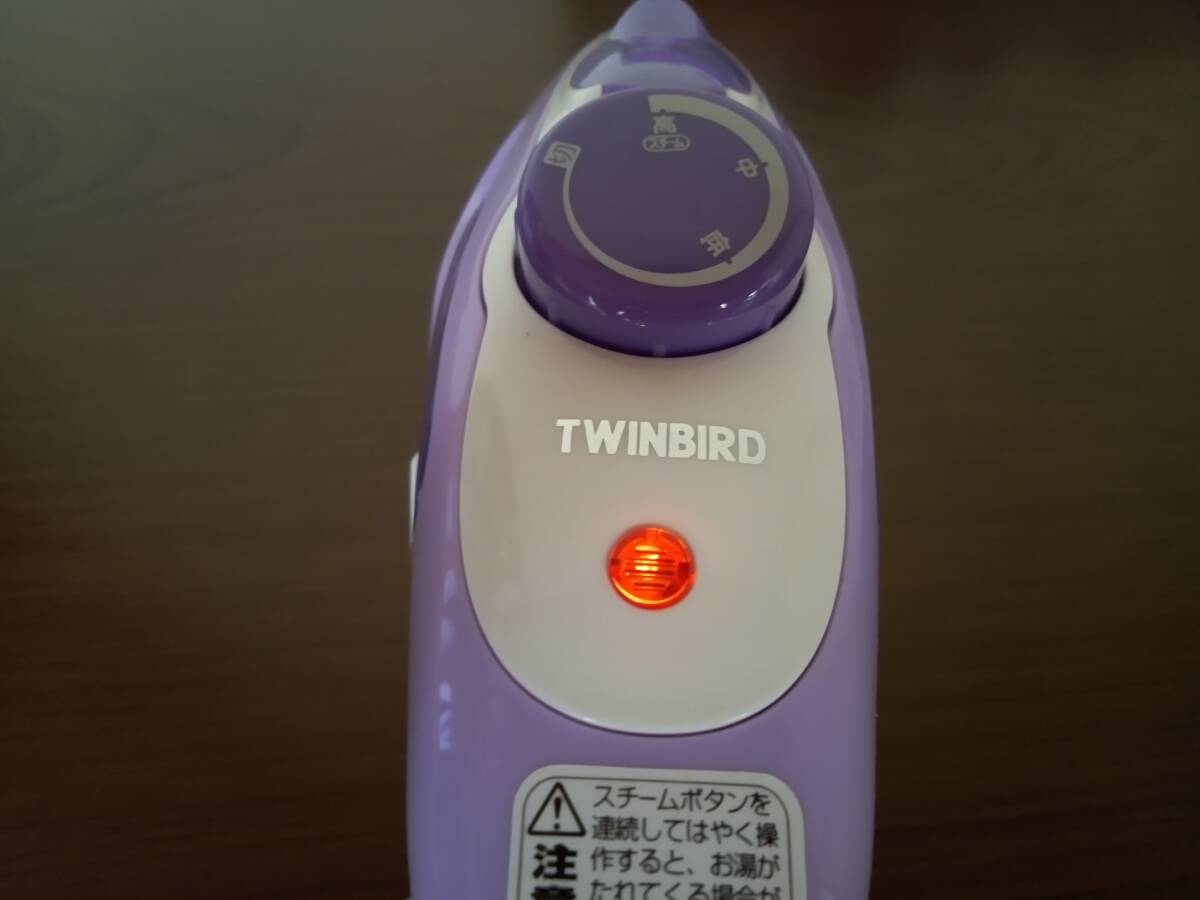 高
スチーム
切
中
低
TWINBIRD
注意
スチームボタンを
連続してはやく操
作すると、お湯が
たれてくる場合が